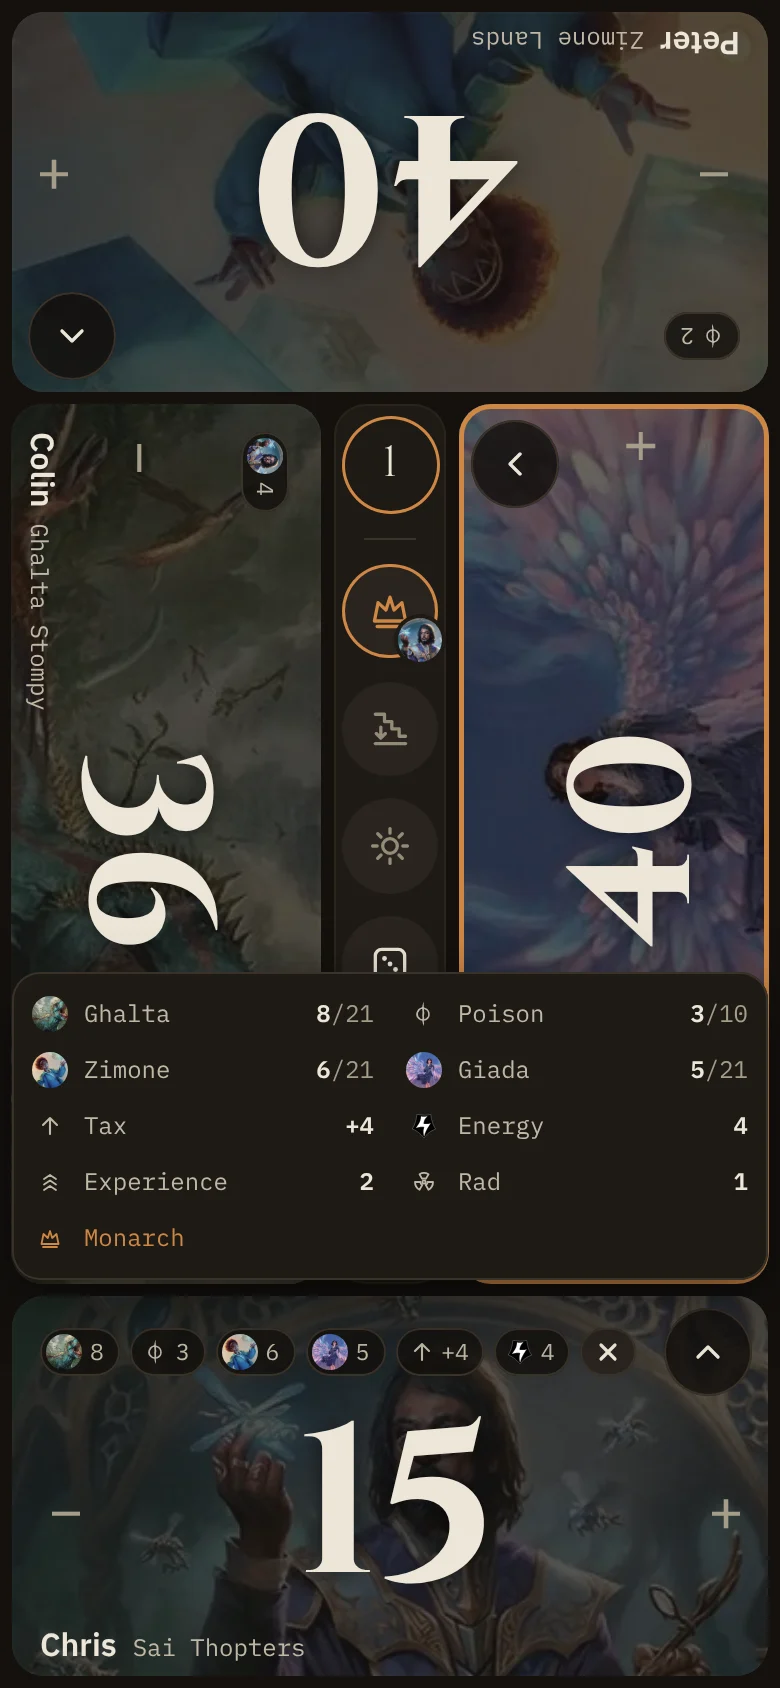 Peter Zimone Lands
40
2
Colin Ghalta Stompy
4
36
1
40
Ghalta 8/21
Poison 3/10
Zimone 6/21
Giada 5/21
Tax +4
Energy 4
Experience 2
Rad 1
Monarch
8 3 6 5 +4 4
15
Chris Sai Thopters